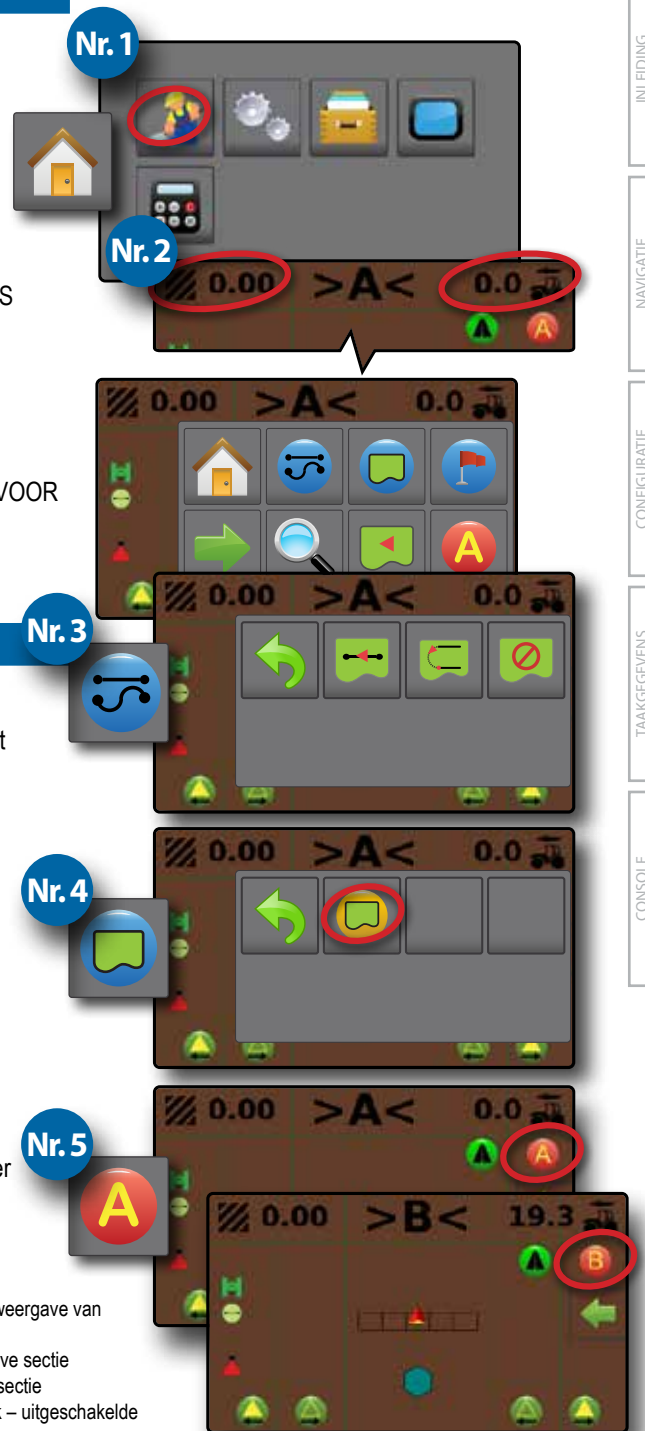 Nr. 1
Nr. 2
0.00 >A< 0.0
A
S
0.00 >A< 0.0
VOOR
A
Nr. 3
0.00 >A< 0.0
t
Nr. 4
0.00 >A< 0.0
Nr. 5
0.00 >A< 0.0
A
A
er
0.00 >B< 19.3
B
weergave van
ve sectie
sectie
k – uitgeschakelde
INLEIDING
NAVIGATIE
CONFIGURATIE
TAAKGEGEVENS
CONSOLE